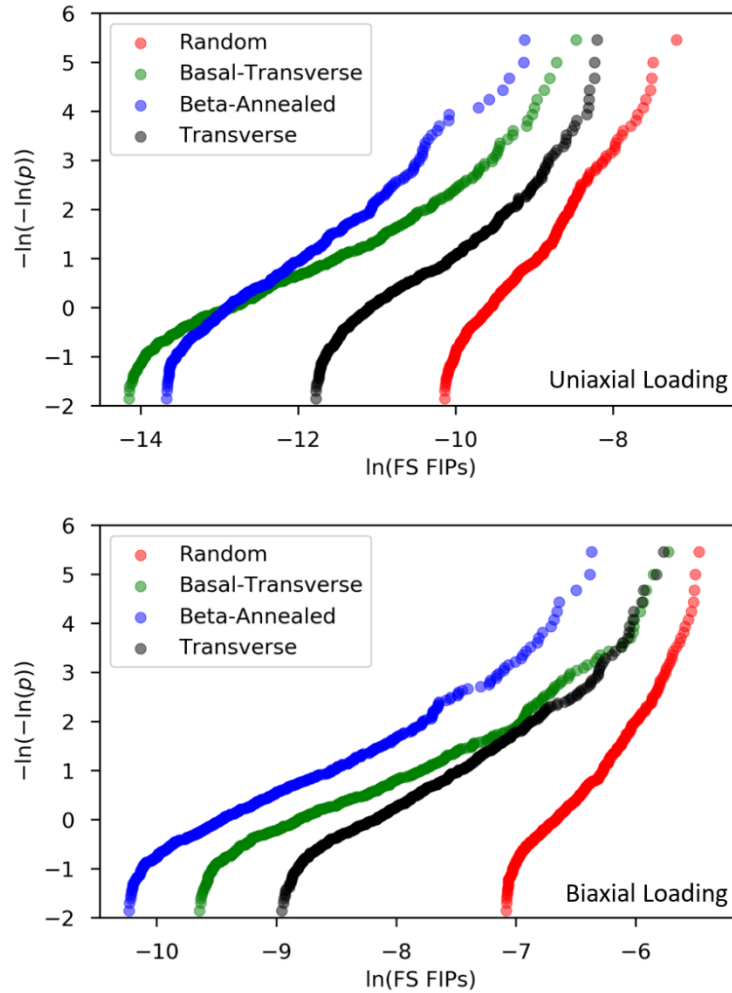 6
5
4
3
2
1
0
−1
−2
−ln(−ln(p))
Random
Basal-Transverse
Beta-Annealed
Transverse
Uniaxial Loading
−14 −12 −10 −8
ln(FS FIPs)
6
5
4
3
2
1
0
−1
−2
−ln(−ln(p))
Random
Basal-Transverse
Beta-Annealed
Transverse
Biaxial Loading
−10 −9 −8 −7 −6
ln(FS FIPs)